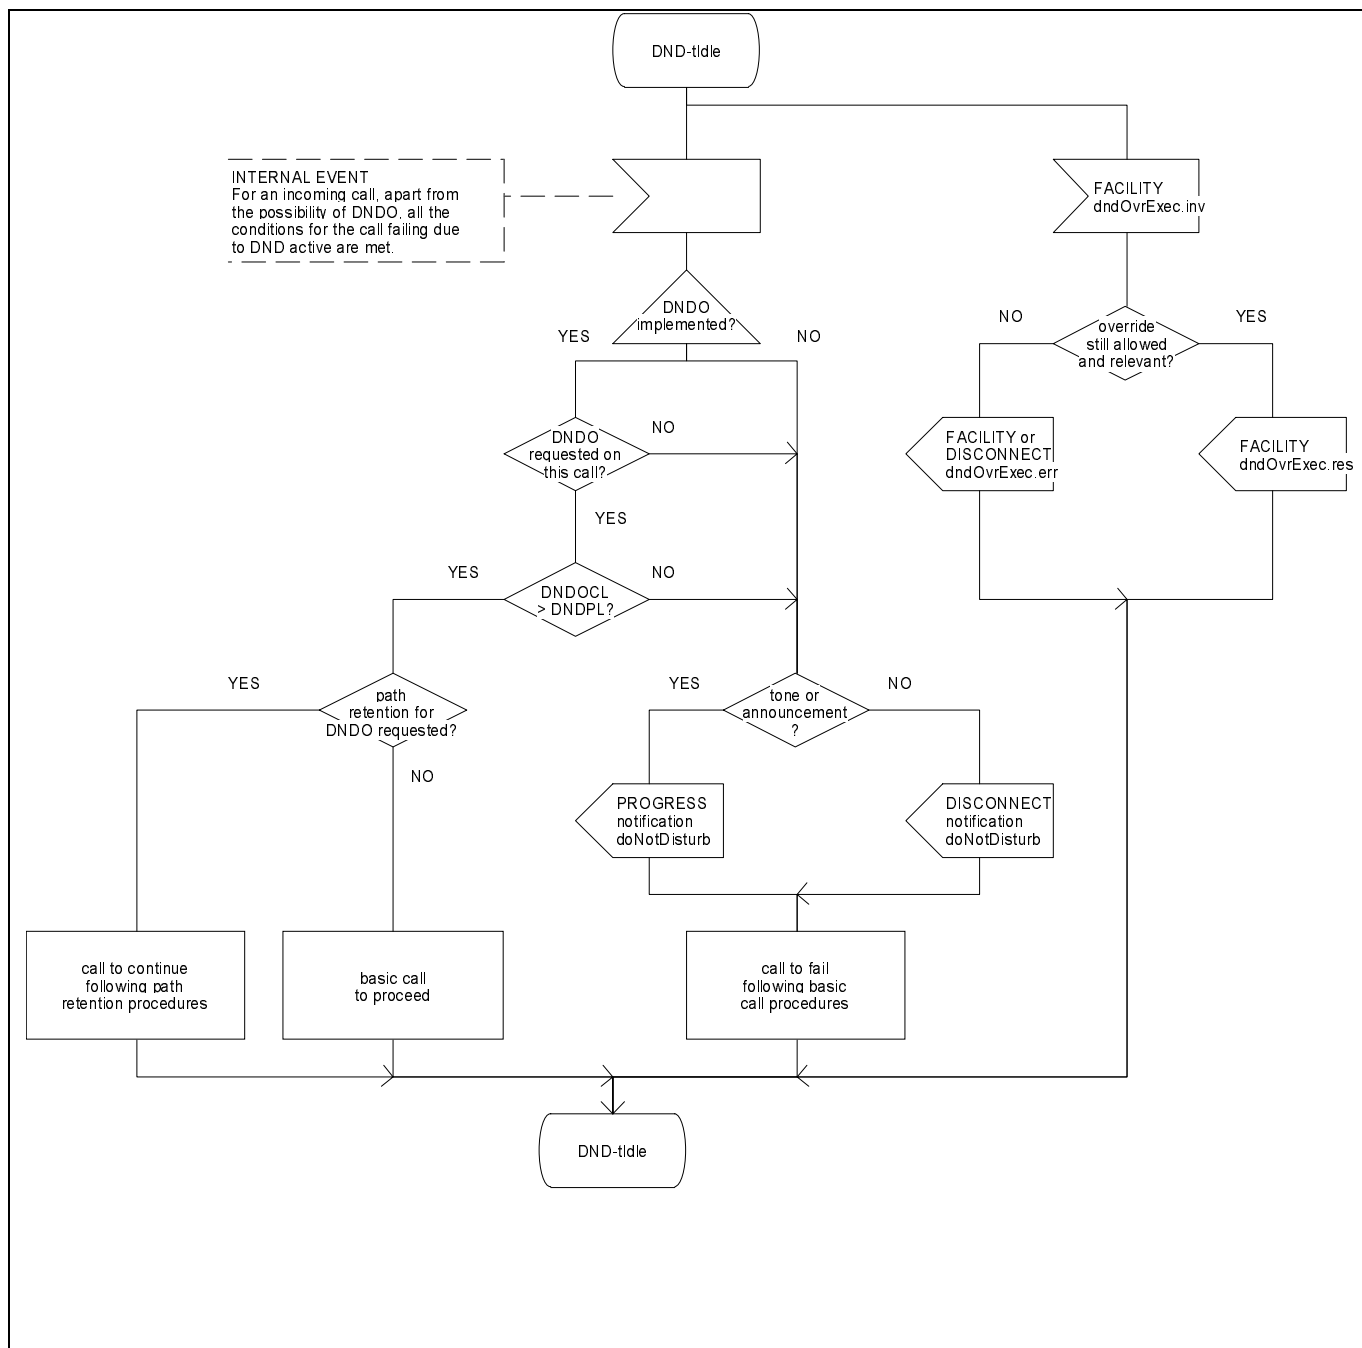 DND-tIdle
INTERNAL EVENT
For an incoming call, apart from
the possibility of DNDO, all the
conditions for the call failing due
to DND active are met.
FACILITY
dndOvrExec.inv
DNDO
implemented?
YES
NO
NO
override
still allowed
and relevant?
YES
DNDO
requested on
this call?
NO
YES
FACILITY or
DISCONNECT
dndOvrExec.err
FACILITY
dndOvrExec.res
YES
DNDOCL
> DNDPL?
NO
YES
path
retention for
DNDO requested?
NO
YES
tone or
announcement
?
NO
PROGRESS
notification
doNotDisturb
DISCONNECT
notification
doNotDisturb
call to continue
following path
retention procedures
basic call
to proceed
call to fail
following basic
call procedures
DND-tIdle